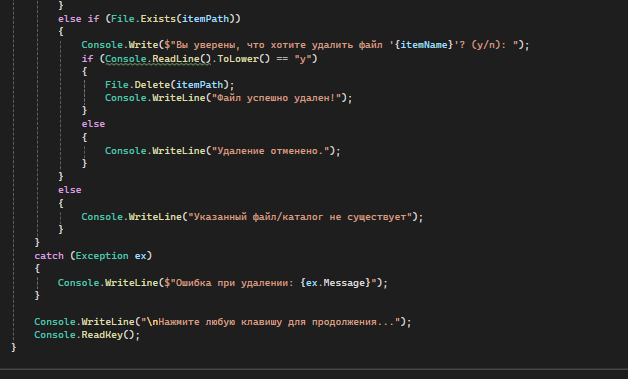 }
else if (File.Exists(itemPath))
{
Console.Write($"Вы уверены, что хотите удалить файл '{itemName}'? (y/n): ");
if (Console.ReadLine().ToLower() == "y")
{
File.Delete(itemPath);
Console.WriteLine("Файл успешно удален!");
}
else
{
Console.WriteLine("Удаление отменено.");
}
}
else
{
Console.WriteLine("Указанный файл/каталог не существует");
}
}
catch (Exception ex)
{
Console.WriteLine($"Ошибка при удалении: {ex.Message}");
}
Console.WriteLine("\nНажмите любую клавишу для продолжения...");
Console.ReadKey();
}